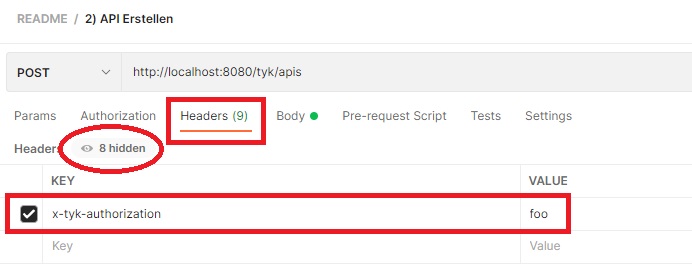 README / 2) API Erstellen
POST http://localhost:8080/tyk/apis
Params Authorization Headers (9) Body Pre-request Script Tests Settings
Headers 8 hidden
KEY VALUE
x-tyk-authorization foo
Key Value